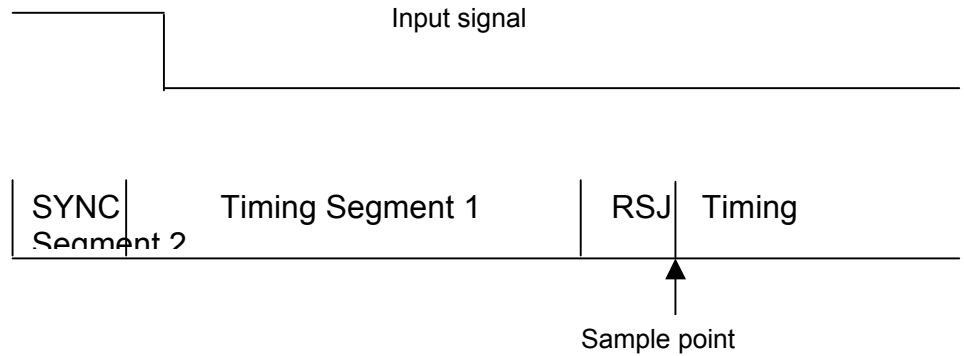 Input signal
SYNC Timing Segment 1 RSJ Timing
Segment 2
Sample point